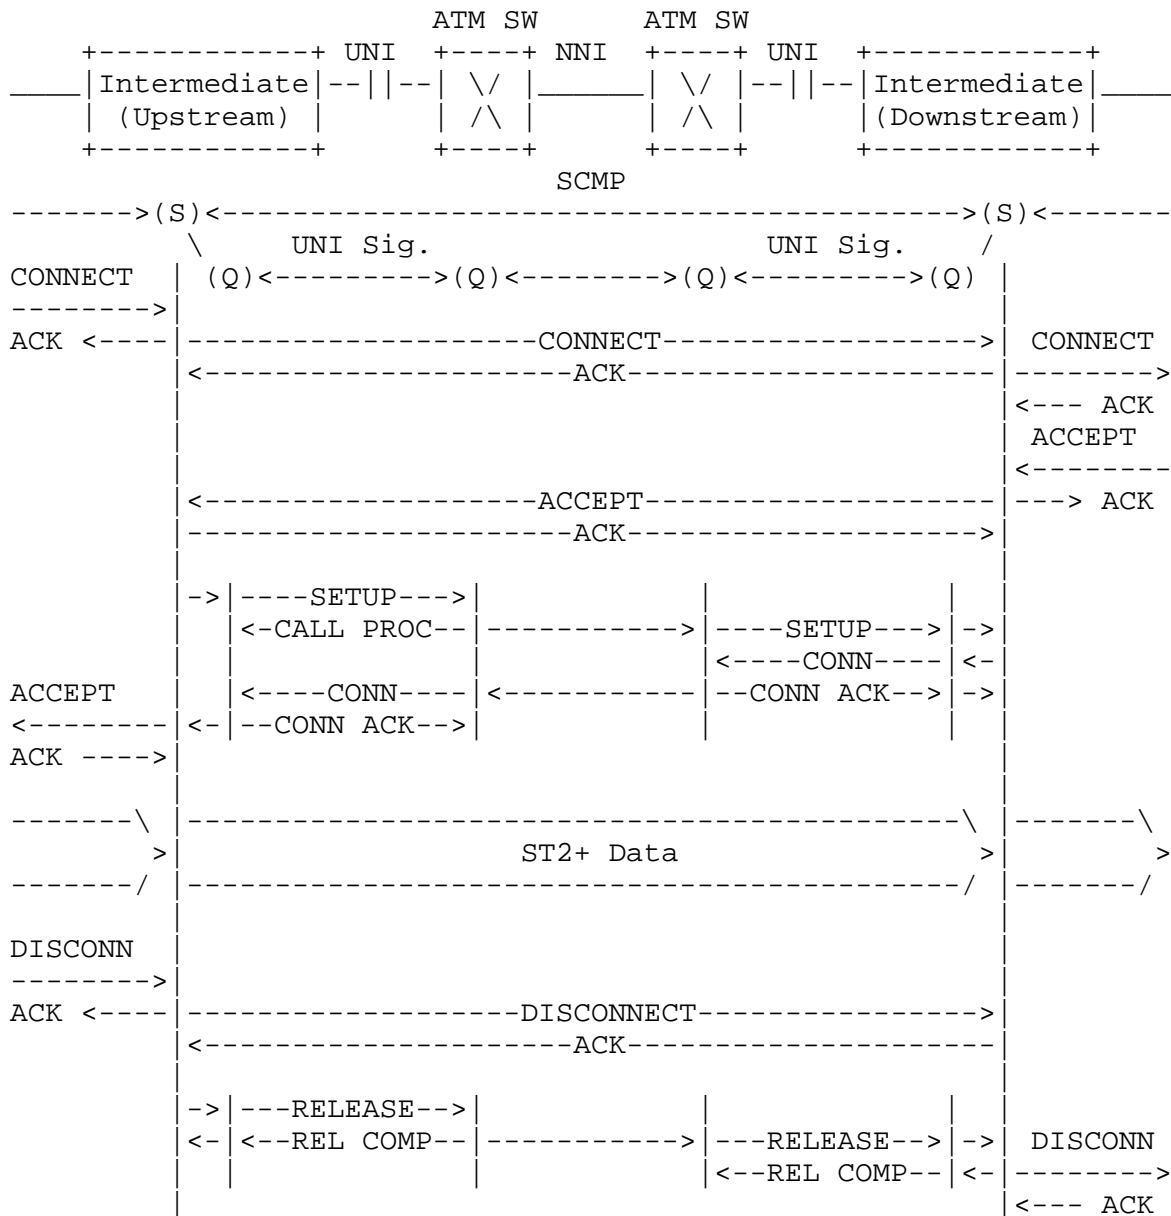 ATM SW ATM SW
UNI NNI UNI
Intermediate Intermediate
(Upstream) (Downstream)
SCMP
(S) (S)
UNI Sig. UNI Sig.
CONNECT (Q) (Q) (Q) (Q)
ACK CONNECT CONNECT
ACK
ACK
ACCEPT
ACCEPT ACK
ACK
SETUP
CALL PROC SETUP
CONN
ACCEPT CONN CONN ACK
CONN ACK
ACK
ST2+ Data
DISCONN
ACK DISCONNECT
ACK
RELEASE
REL COMP RELEASE DISCONN
REL COMP
ACK